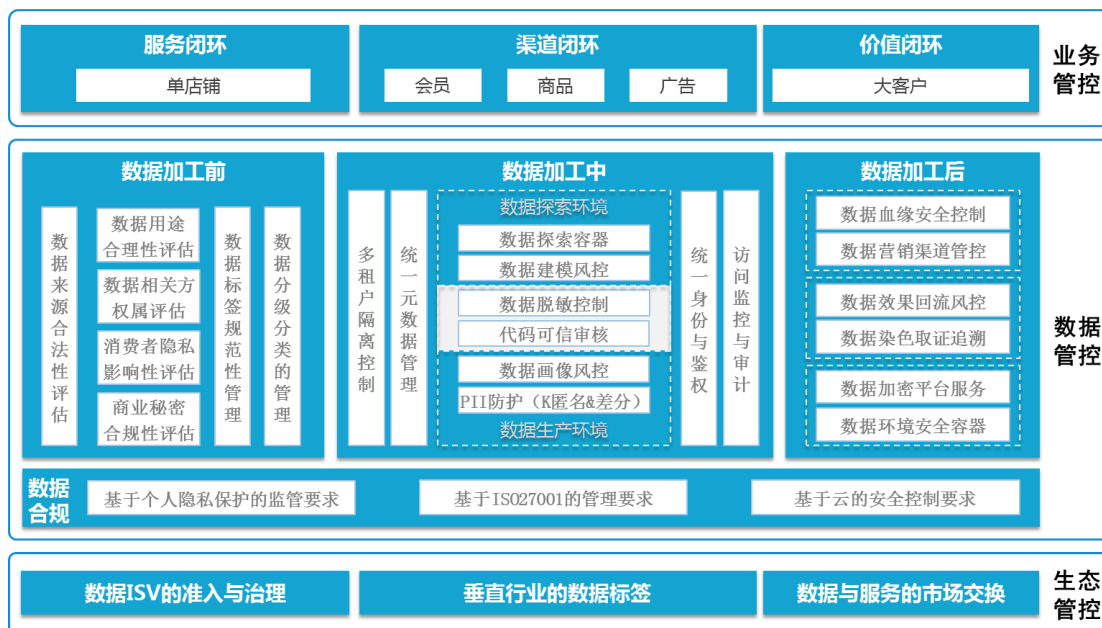 服务闭环
单店铺
渠道闭环
会员
商品
广告
价值闭环
大客户
业务
管控
数据加工前
数据来源合法性评估
数据用途
合理性评估
数据相关方
权属评估
消费者隐私
影响性评估
商业秘密
合规性评估
数据标签规范性管理
数据分级分类的管理
数据加工中
多租户隔离控制
统一元数据管理
数据探索环境
数据探索容器
数据建模风控
数据脱敏控制
代码可信审核
数据画像风控
PII防护（K匿名&差分）
数据生产环境
统一身份与鉴权
访问监控与审计
数据加工后
数据血缘安全控制
数据营销渠道管控
数据效果回流风控
数据染色取证追溯
数据加密平台服务
数据环境安全容器
数据
管控
数据
合规
基于个人隐私保护的监管要求
基于ISO27001的管理要求
基于云的安全控制要求
数据ISV的准入与治理
垂直行业的数据标签
数据与服务的市场交换
生态
管控